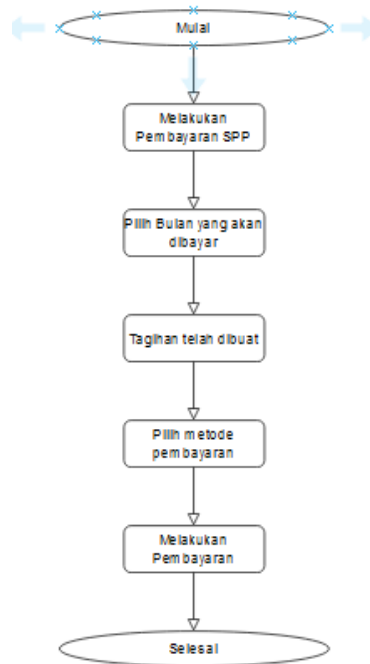 Mulai
Melakukan
Pembayaran SPP
Pilih Bulan yang akan
dibayar
Tagihan telah dibuat
Pilih metode
pembayaran
Melakukan
Pembayaran
Selesai